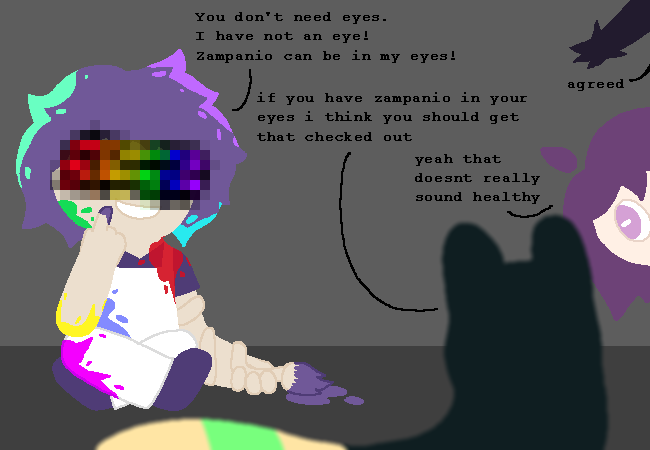 You don't need eyes.
I have not an eye!
Zampanio can be in my eyes!
agreed
if you have zampanio in your
eyes i think you should get
that checked out
yeah that
doesnt really
sound healthy